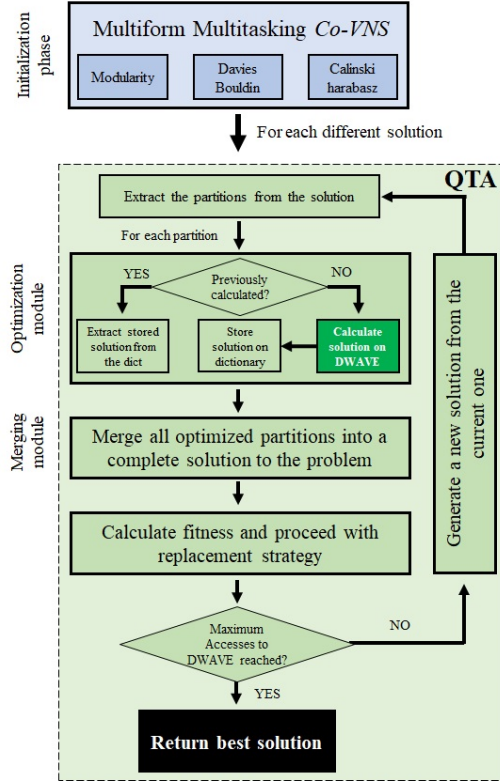 Initialization
phase
Multiform Multitasking Co-VNS
Modularity
Davies
Bouldin
Calinski
harabasz
For each different solution
QTA
Extract the partitions from the solution
For each partition
Optimization
module
YES
Previously
calculated?
NO
Extract stored
solution from
the dict
Store
solution on
dictionary
Calculate
solution on
DWAVE
Merging
module
Merge all optimized partitions into a
complete solution to the problem
Generate a new solution from the
current one
Calculate fitness and proceed with
replacement strategy
Maximum
Accesses to
DWAVE reached?
NO
YES
Return best solution